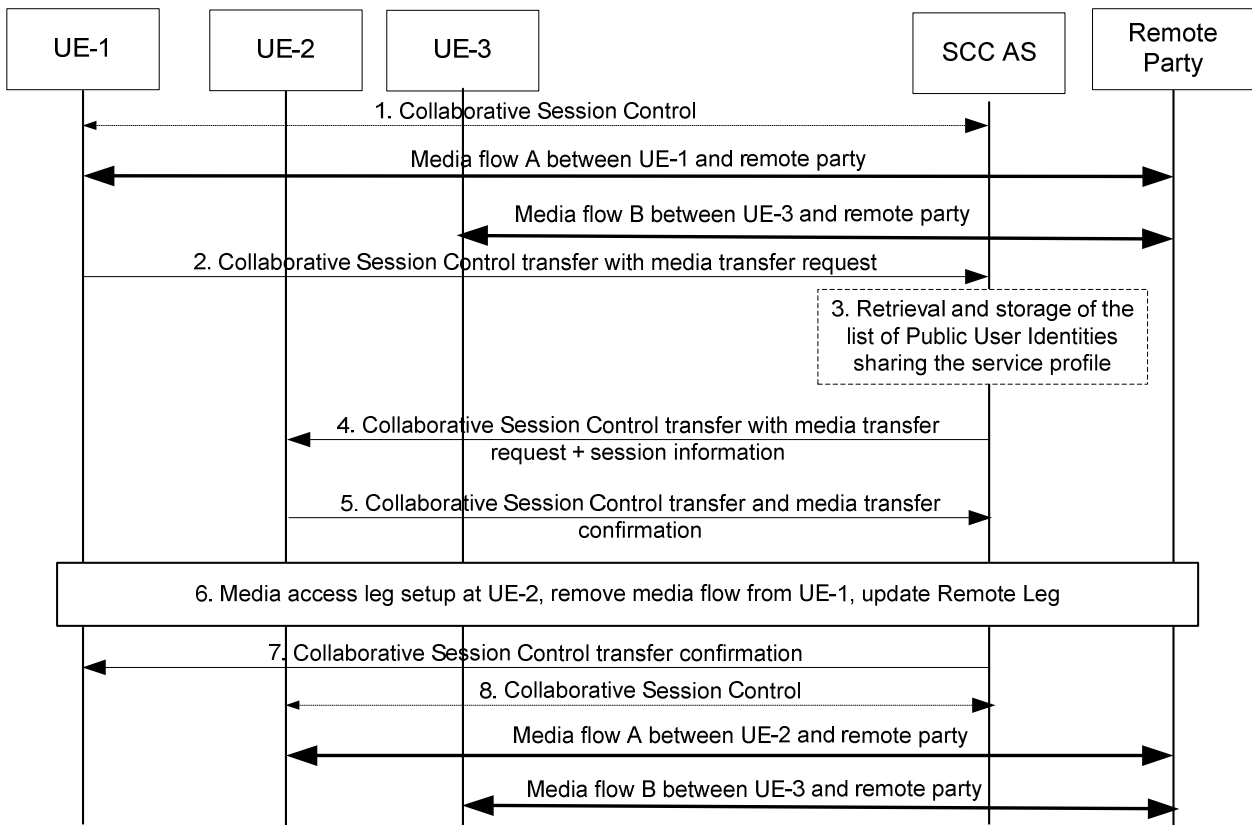 UE-1
UE-2
UE-3
SCC AS
Remote
Party
1. Collaborative Session Control
Media flow A between UE-1 and remote party
Media flow B between UE-3 and remote party
2. Collaborative Session Control transfer with media transfer request
3. Retrieval and storage of the
list of Public User Identities
sharing the service profile
4. Collaborative Session Control transfer with media transfer
request + session information
5. Collaborative Session Control transfer and media transfer
confirmation
6. Media access leg setup at UE-2, remove media flow from UE-1, update Remote Leg
7. Collaborative Session Control transfer confirmation
8. Collaborative Session Control
Media flow A between UE-2 and remote party
Media flow B between UE-3 and remote party